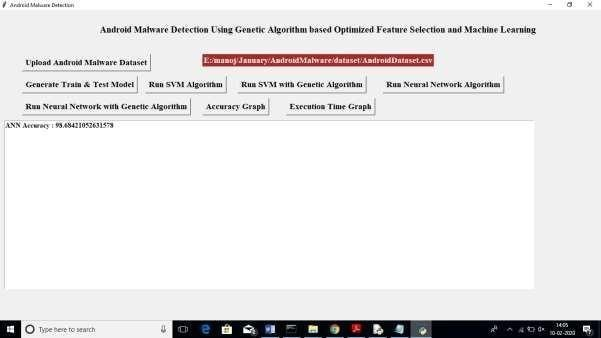 Android Malware Detection
Android Malware Detection Using Genetic Algorithm based Optimized Feature Selection and Machine Learning
Upload Android Malware Dataset
E:/manoj/January/AndroidMalware/dataset/AndroidDataset.csv
Generate Train & Test Model Run SVM Algorithm Run SVM with Genetic Algorithm Run Neural Network Algorithm
Run Neural Network with Genetic Algorithm Accuracy Graph Execution Time Graph
ANN Accuracy : 98.68421052631578
Type here to search
14:05
10-02-2020